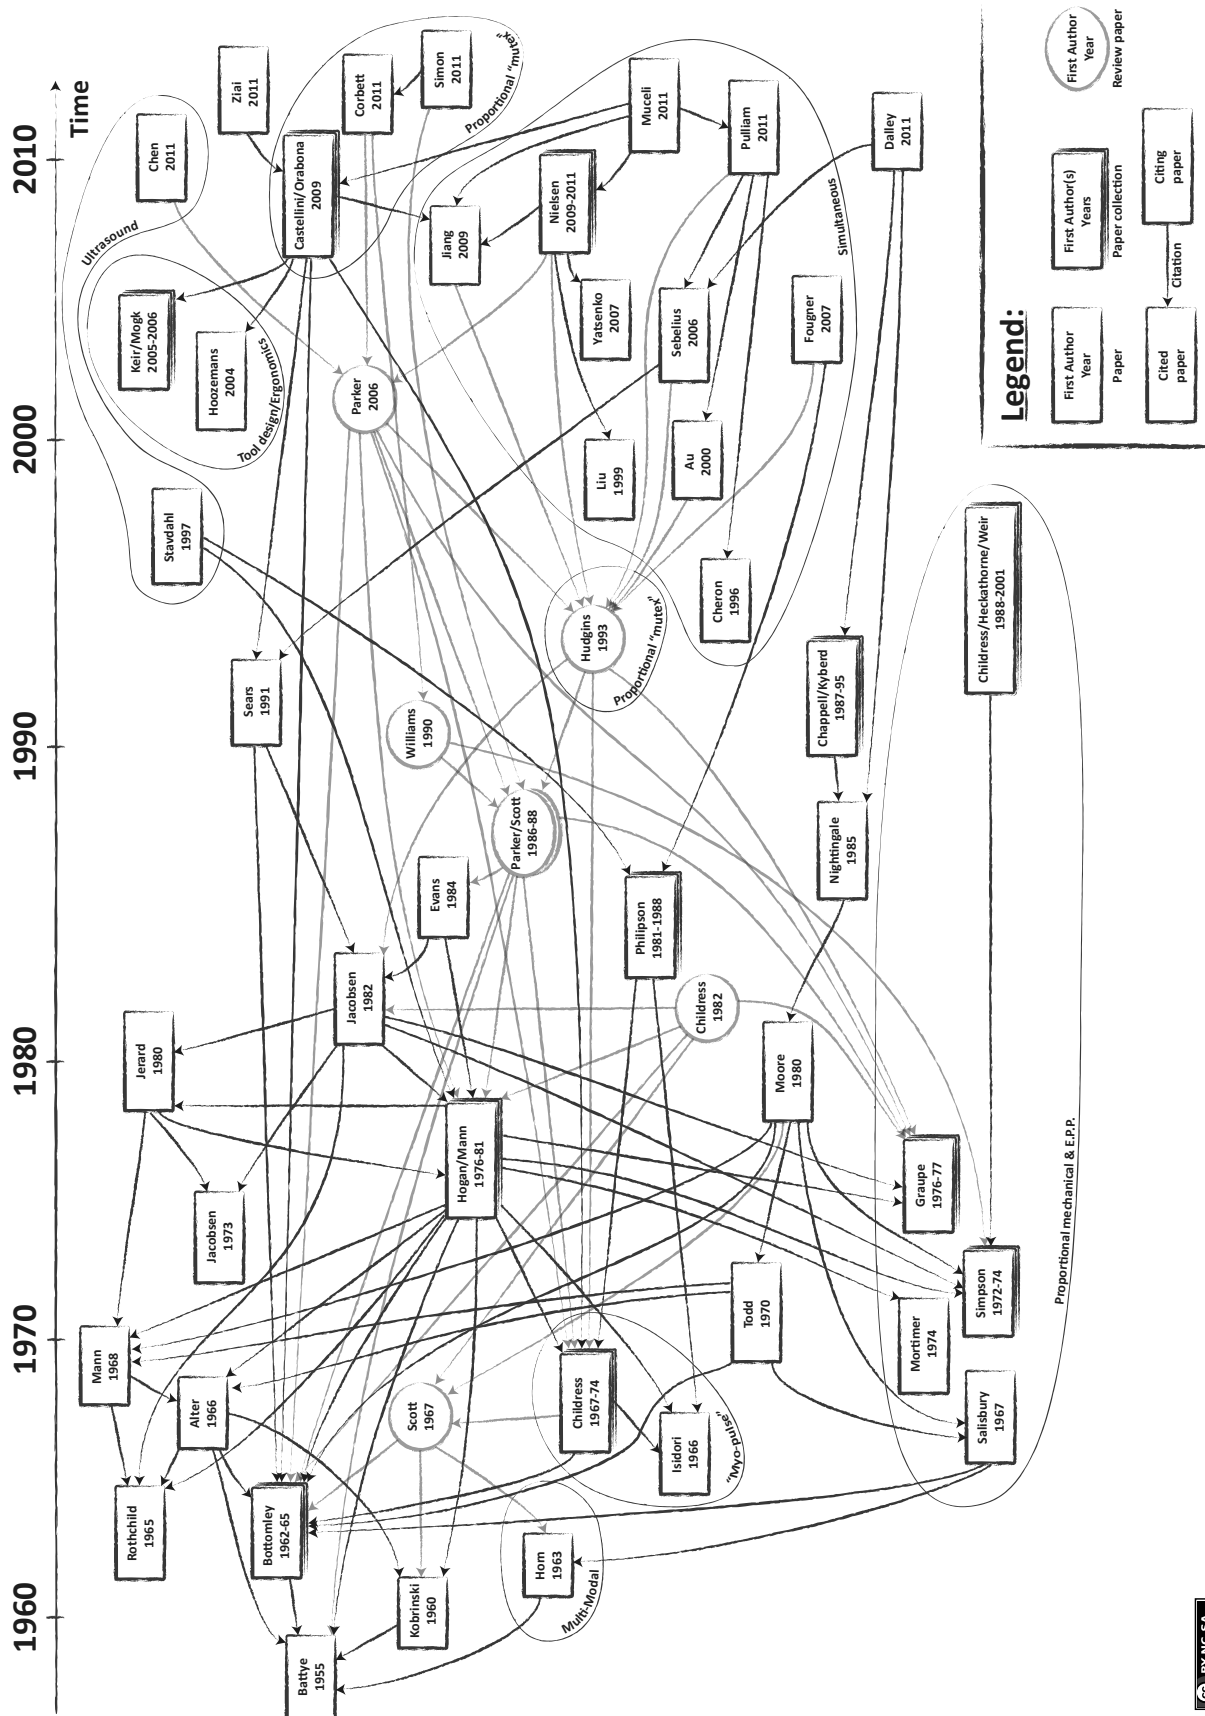 1960
1970
1980
1990
2000
2010
Time
Mann
1968
Rothchild
1965
Alter
1966
Jerard
1980
Jacobsen
1973
Stavdahl
1997
Keir/Mogk
2005-2006
Hoozemans
2004
Tool design/Ergomomics
Ultrasound
Chen
2011
Ziai
2011
Battye
1955
Bottomley
1962-65
Jacobsen
1982
Sears
1991
Castellini/Orabona
2009
Corbett
2011
Simon
2011
Proportional “mutex”
Kobrinski
1960
Scott
1967
Hogan/Mann
1976-81
Evans
1984
Williams
1990
Parker
2006
Jiang
2009
Hom
1963
Multi-Modal
Childress
1967-74
Isidori
1966
“Myo-pulse”
Parker/Scott
1986-88
Hudgins
1993
Proportional “mutex”
Liu
1999
Yatsenko
2007
Nielsen
2009-2011
Muceli
2011
Philipson
1981-1988
Childress
1982
Cheron
1996
Au
2000
Sebelius
2006
Pulliam
2011
Todd
1970
Moore
1980
Nightingale
1985
Chappell/Kyberd
1987-95
Fougner
2007
Simultaneous
Dalley
2011
Salisbury
1967
Mortimer
1974
Simpson
1972-74
Graupe
1976-77
Childress/Heckathorne/Weir
1988-2001
Proportional mechanical & E.P.P.
Legend:
First Author
Year
Paper
First Author(s)
Years
Paper collection
First Author
Year
Review paper
Cited
paper
Citation
Citing
paper
cc BY-NC-SA